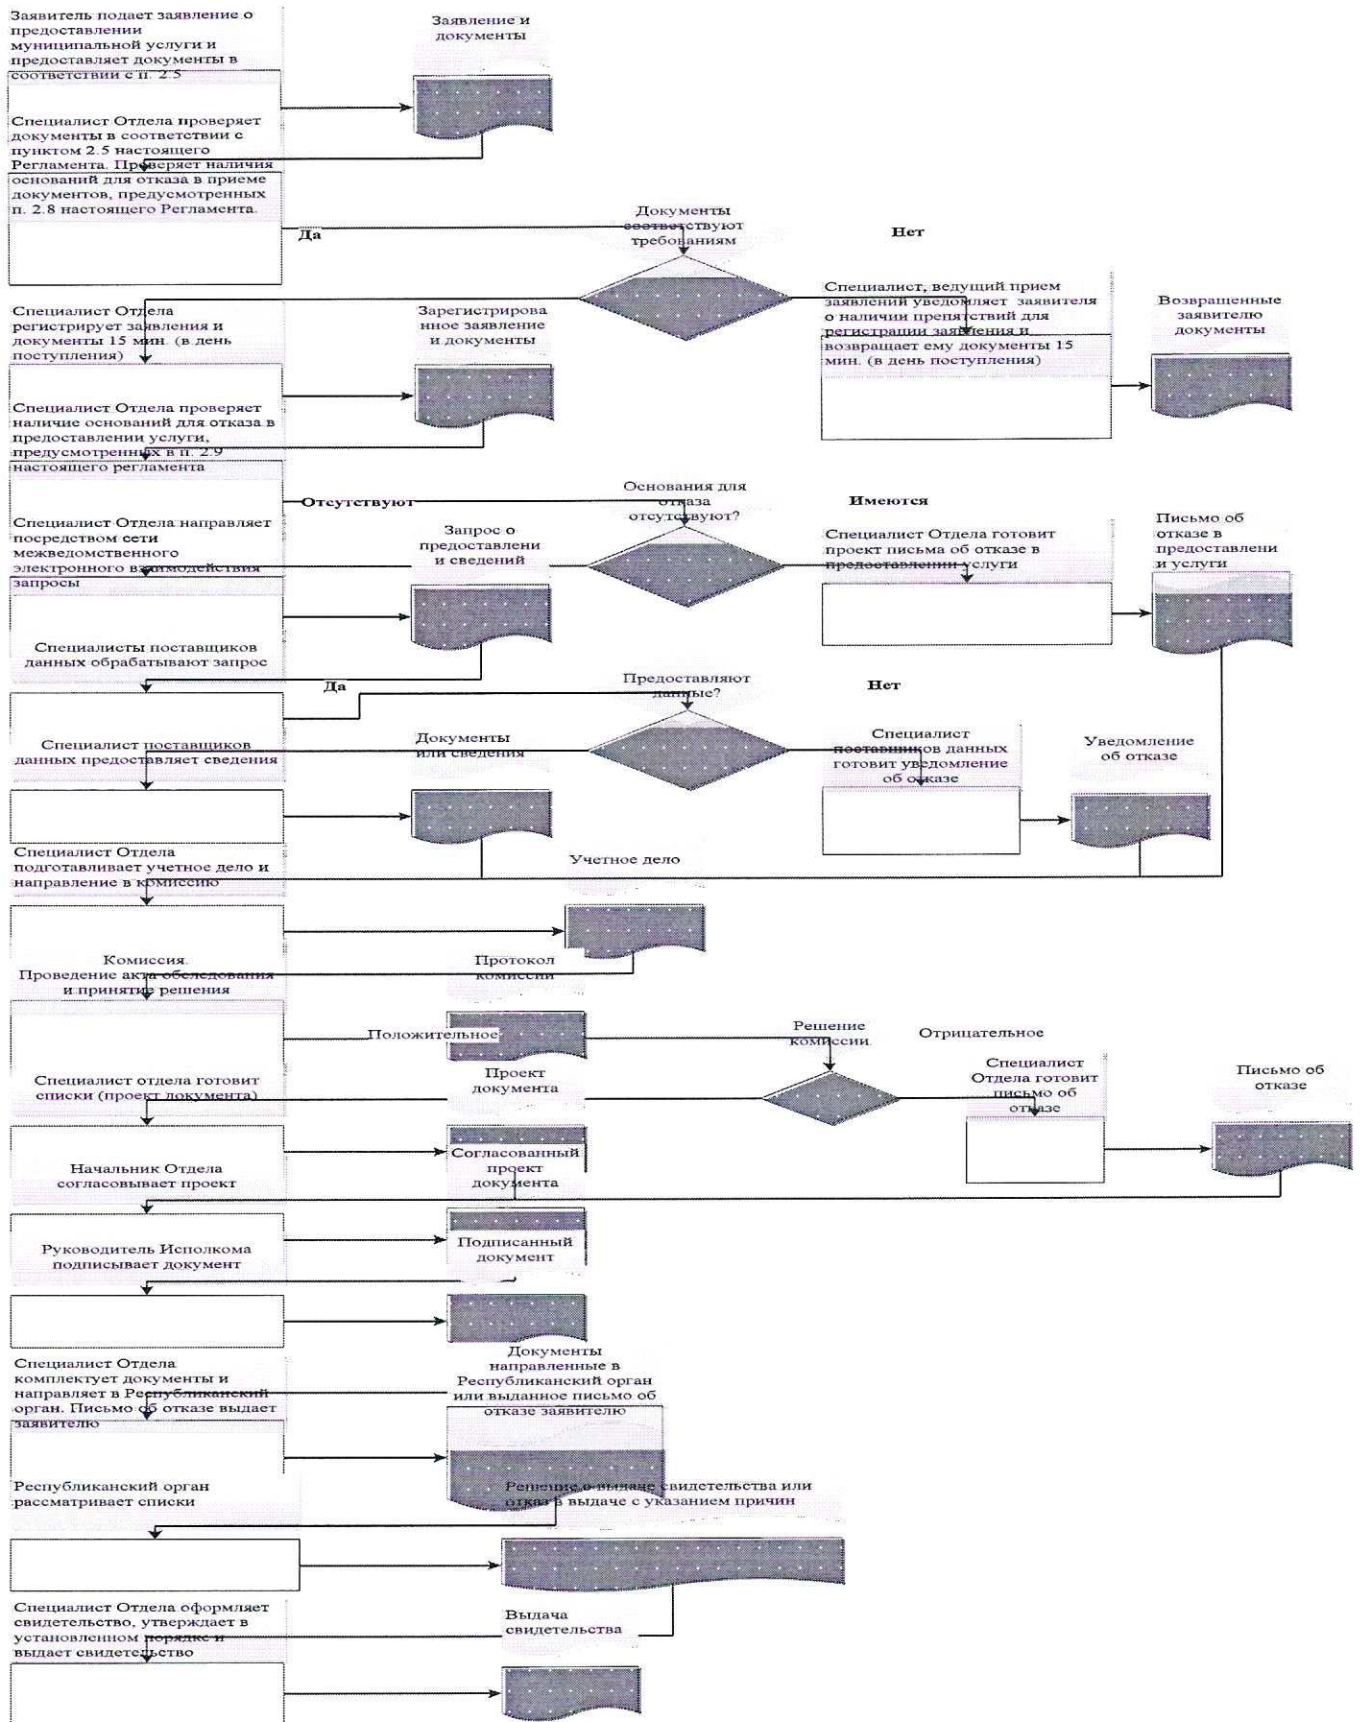 Заявитель подает заявление о
предоставлении
муниципальной услуги и
предоставляет документы в
соответствии с п. 2.5
Заявление и
документы
Специалист Отдела проверяет
документы в соответствии с
пунктом 2.5 настоящего
Регламента. Проверяет наличия
оснований для отказа в приеме
документов, предусмотренных
п. 2.8 настоящего Регламента.
Да
Документы
соответствуют
требованиям
Нет
Специалист Отдела
регистрирует заявления и
документы 15 мин. (в день
поступления)
Зарегистрирова
нное заявление
и документы
Специалист, ведущий прием
заявлений уведомляет заявителя
о наличии препятствий для
регистрации заявления и
возвращает ему документы 15
мин. (в день поступления)
Возвращенные
заявителю
документы
Специалист Отдела проверяет
наличие оснований для отказа в
предоставлении услуги,
предусмотренных в п. 2.9
настоящего регламента
Отсутствуют
Основания для
отказа
отсутствуют?
Имеются
Специалист Отдела направляет
посредством сети
межведомственного
электронного взаимодействия
запросы
Запрос о
предоставлени
и сведений
Специалист Отдела готовит
проект письма об отказе в
предоставлении услуги
Письмо об
отказе в
предоставлени
и услуги
Специалисты поставщиков
данных обрабатывают запрос
Да
Предоставляют
данные?
Нет
Специалист поставщиков
данных предоставляет сведения
Документы
или сведения
Специалист
поставщиков данных
готовит уведомление
об отказе
Уведомление
об отказе
Специалист Отдела
подготавливает учетное дело и
направление в комиссию
Учетное дело
Комиссия.
Проведение акта обследования
и принятие решения
Протокол
комиссии
Положительное
Решение
комиссии.
Отрицательное
Специалист отдела готовит
списки (проект документа)
Проект
документа
Специалист
Отдела готовит
письмо об
отказе
Письмо об
отказе
Начальник Отдела
согласовывает проект
Согласованный
проект
документа
Руководитель Исполкома
подписывает документ
Подписанный
документ
Специалист Отдела
комплектует документы и
направляет в Республиканский
орган. Письмо об отказе выдает
заявителю
Документы
направленные в
Республиканский орган
или выданное письмо об
отказе заявителю
Республиканский орган
рассматривает списки
Решение о выдаче свидетельства или
отказ в выдаче с указанием причин
Специалист Отдела оформляет
свидетельство, утверждает в
установленном порядке и
выдает свидетельство
Выдача
свидетельства